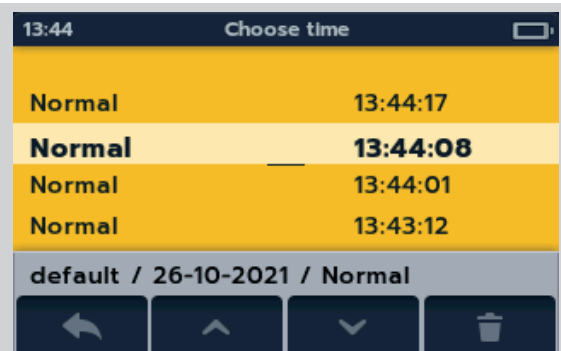 13:44 Choose time
Normal 13:44:17
Normal 13:44:08
Normal 13:44:01
Normal 13:43:12
default / 26-10-2021 / Normal